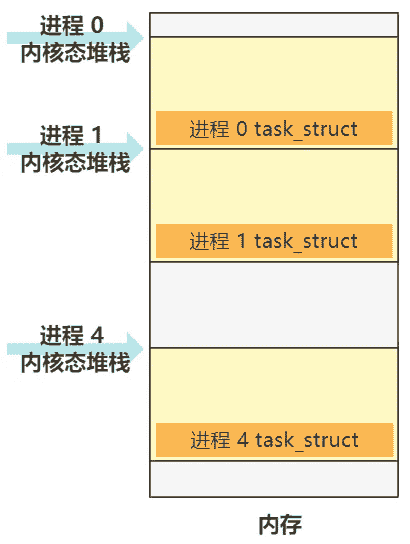 进程 0
内核态堆栈
进程 0 task_struct
进程 1
内核态堆栈
进程 1 task_struct
进程 4
内核态堆栈
进程 4 task_struct
内存